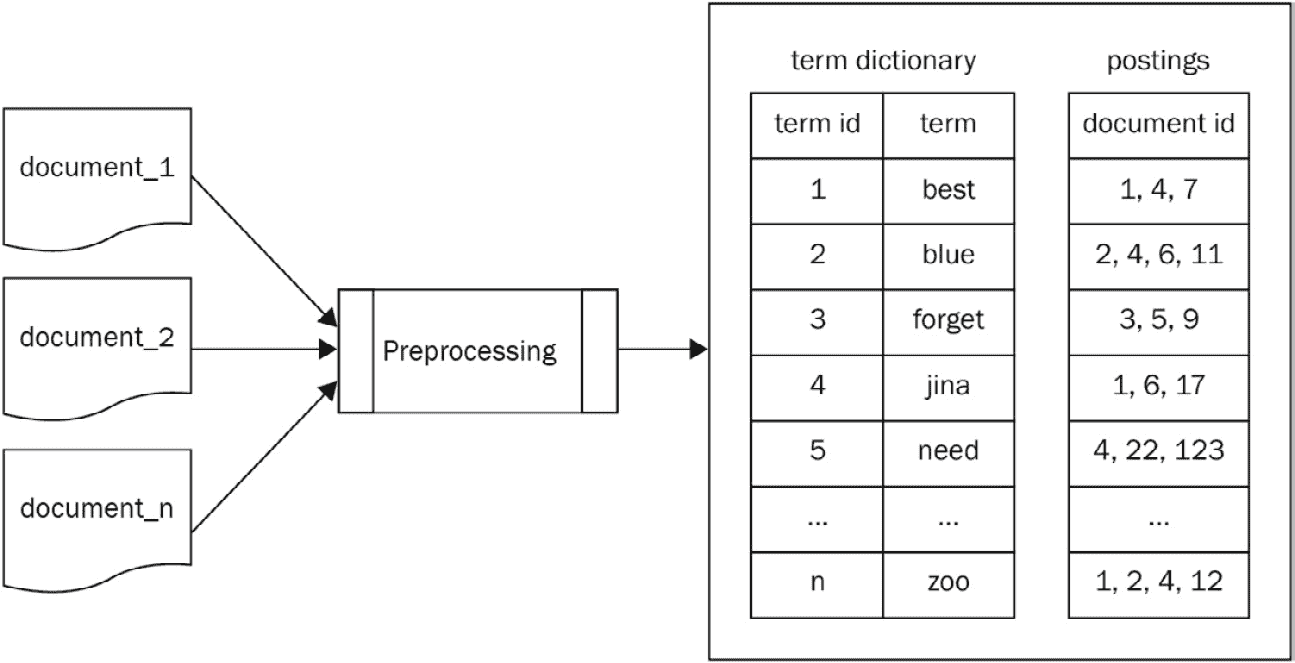 document_1
document_2
document_n
Preprocessing
term dictionary postings
term id term document id
1 best 1, 4, 7
2 blue 2, 4, 6, 11
3 forget 3, 5, 9
4 jina 1, 6, 17
5 need 4, 22, 123
... ... ...
n zoo 1, 2, 4, 12